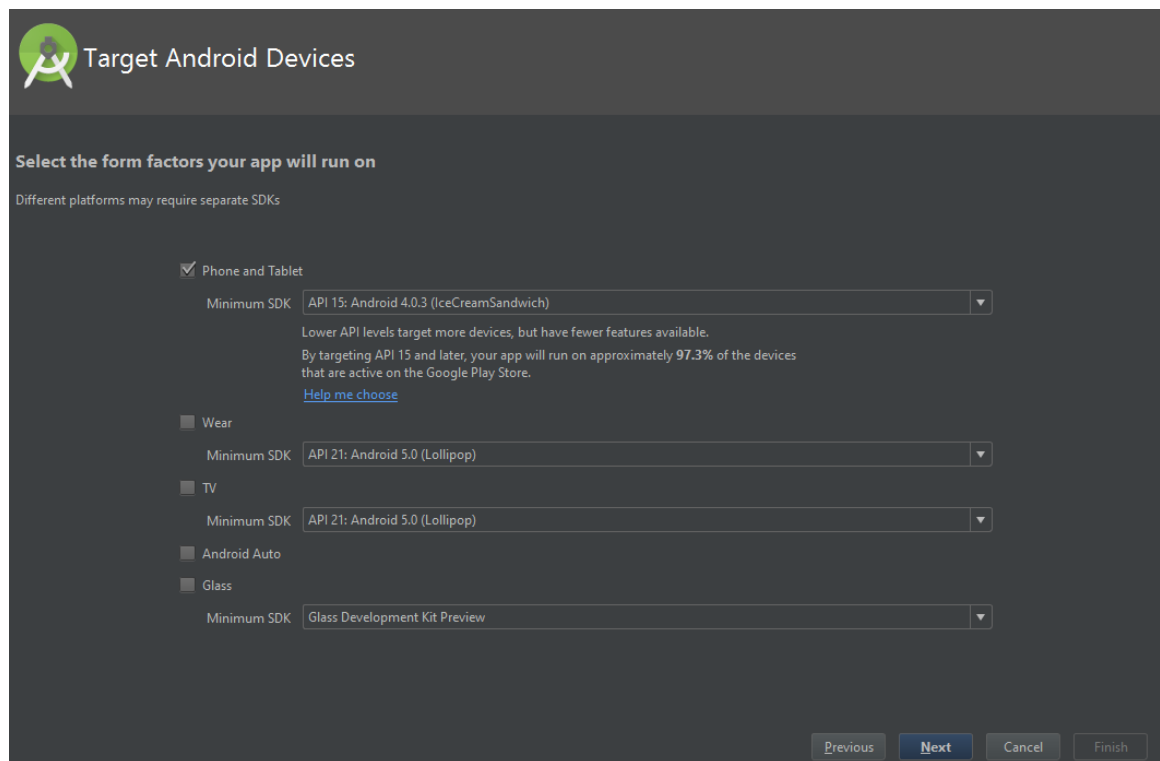 Target Android Devices
Select the form factors your app will run on
Different platforms may require separate SDKs
Phone and Tablet
Minimum SDK API 15: Android 4.0.3 (IceCreamSandwich)
Lower API levels target more devices, but have fewer features available.
By targeting API 15 and later, your app will run on approximately 97.3% of the devices
that are active on the Google Play Store.
Help me choose
Wear
Minimum SDK API 21: Android 5.0 (Lollipop)
TV
Minimum SDK API 21: Android 5.0 (Lollipop)
Android Auto
Glass
Minimum SDK Glass Development Kit Preview
Previous Next Cancel Finish